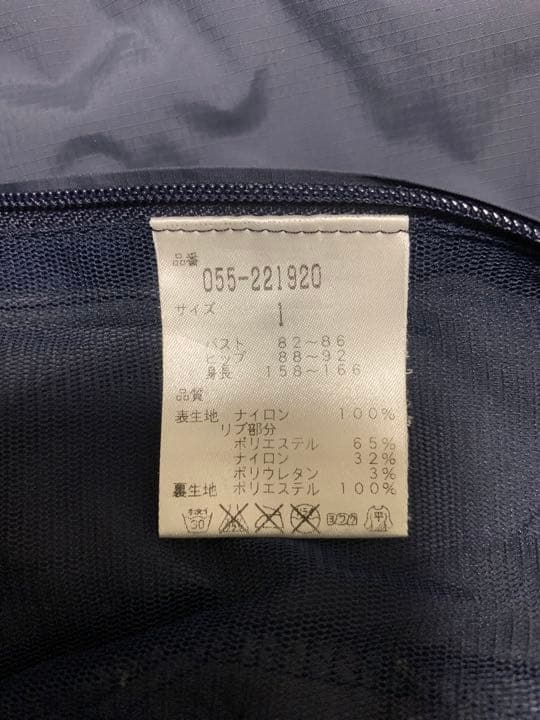 品番
055-221920
サイズ
1
バスト 82~86
ヒップ 88~92
身長 158~166
品質
表生地 ナイロン 100%
リブ部分
ポリエステル 65%
ナイロン 32%
ポリウレタン 3%
裏生地 ポリエステル 100%
30 平